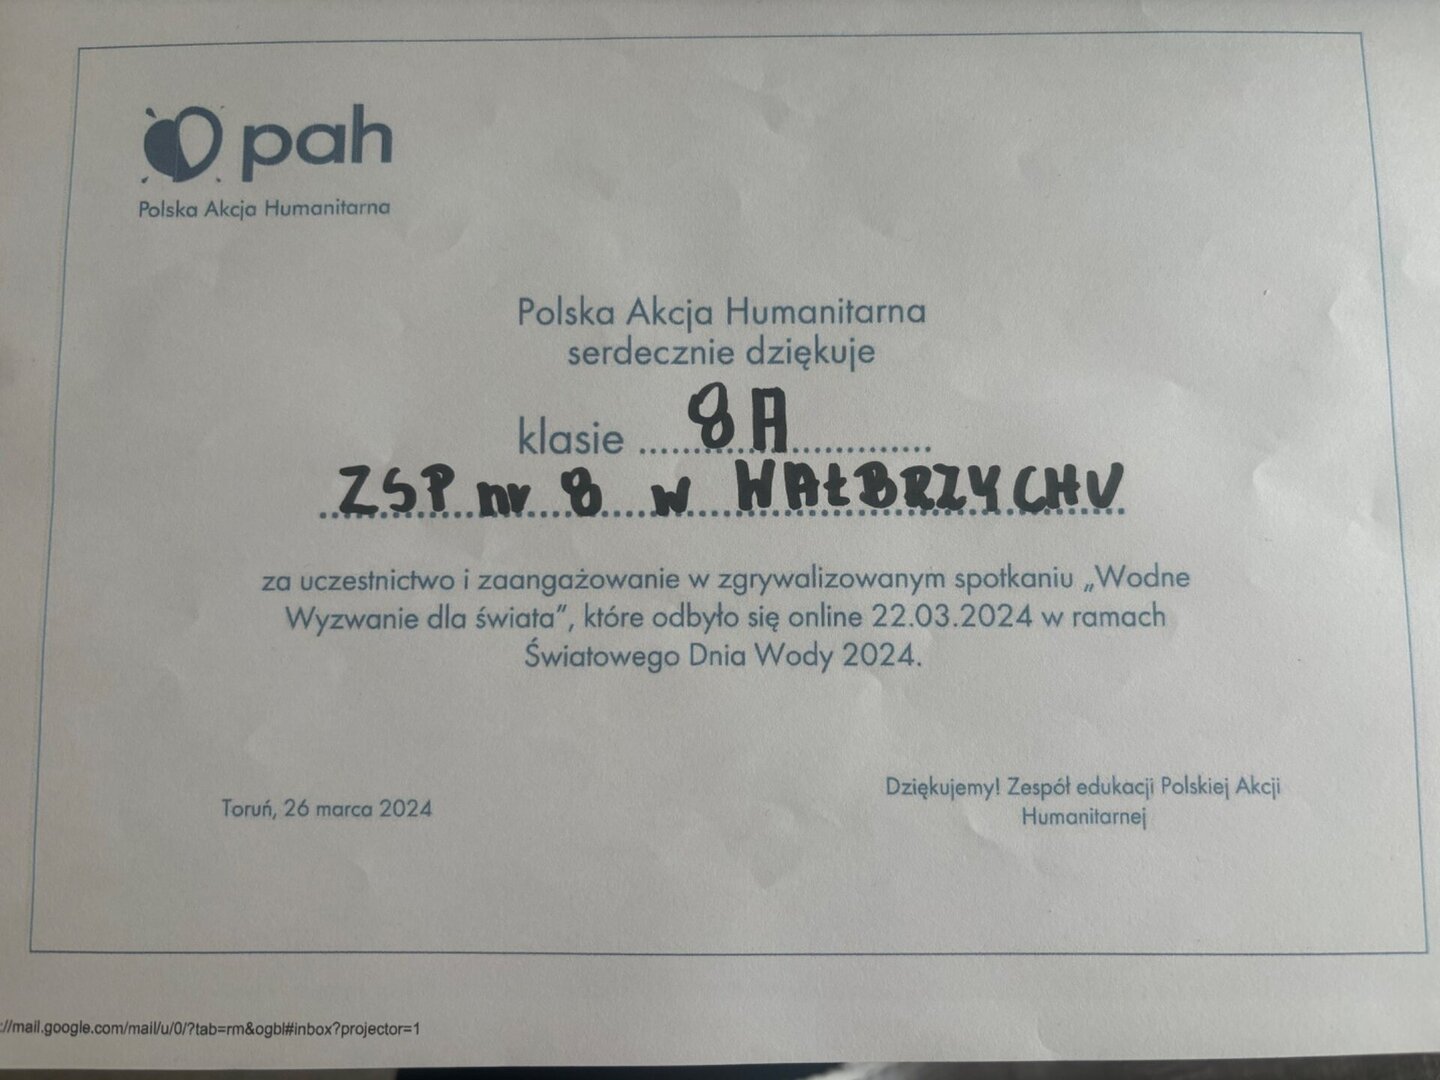 pah
Polska Akcja Humanitarna
Polska Akcja Humanitarna
serdecznie dziękuje
klasie ..... 8A ..............
ZSP nr 8 w WAŁBRZYCHU
za uczestnictwo i zaangażowanie w zgrywalizowanym spotkaniu „Wodne
Wyzwanie dla świata”, które odbyło się online 22.03.2024 w ramach
Światowego Dnia Wody 2024.
Dziękujemy! Zespół edukacji Polskiej Akcji
Humanitarnej
Toruń, 26 marca 2024
://mail.google.com/mail/u/0/?tab=rm&ogbl#inbox?projector=1